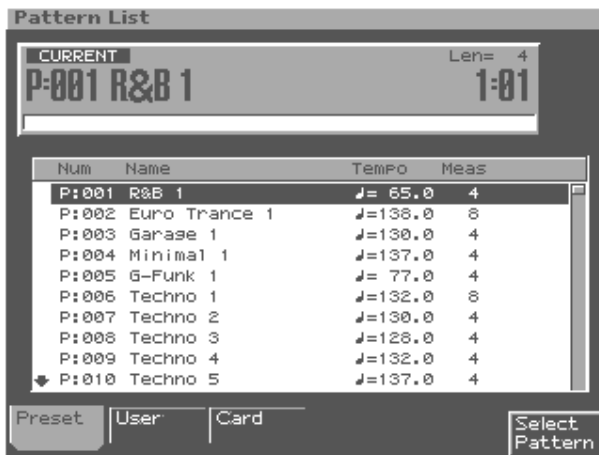 Pattern List
CURRENT Len= 4
P:001 R&B 1 1:01
Num Name Tempo Meas
P:001 R&B 1 ♩= 65.0 4
P:002 Euro Trance 1 ♩=138.0 8
P:003 Garage 1 ♩=130.0 4
P:004 Minimal 1 ♩=137.0 4
P:005 G-Funk 1 ♩= 77.0 4
P:006 Techno 1 ♩=132.0 8
P:007 Techno 2 ♩=130.0 4
P:008 Techno 3 ♩=128.0 4
P:009 Techno 4 ♩=132.0 4
P:010 Techno 5 ♩=137.0 4
Preset User Card Select
Pattern